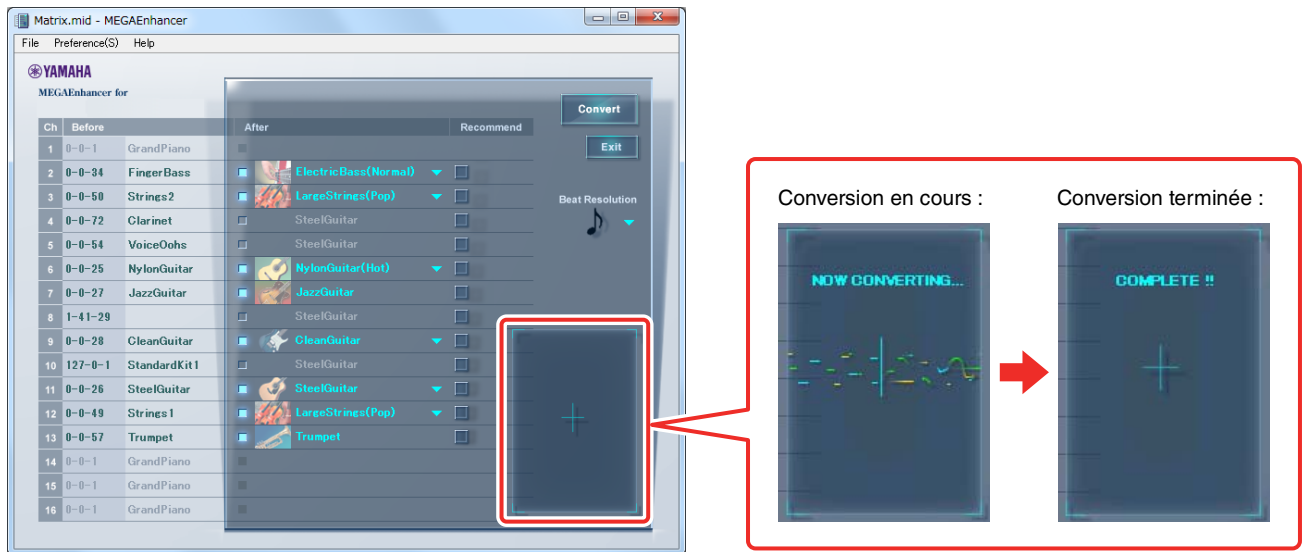 Matrix.mid - MEGAEnhancer
File Preference(S) Help
YAMAHA
MEGAEnhancer for
Convert
Exit
Beat Resolution
Ch Before After Recommend
1 0-0-1 GrandPiano
2 0-0-34 FingerBass ElectricBass(Normal)
3 0-0-50 Strings2 LargeStrings(Pop)
4 0-0-72 Clarinet SteelGuitar
5 0-0-54 VoiceOohs SteelGuitar
6 0-0-25 NylonGuitar NylonGuitar(Hot)
7 0-0-27 JazzGuitar JazzGuitar
8 1-41-29 SteelGuitar
9 0-0-28 CleanGuitar CleanGuitar
10 127-0-1 StandardKit1 SteelGuitar
11 0-0-26 SteelGuitar SteelGuitar
12 0-0-49 Strings1 LargeStrings(Pop)
13 0-0-57 Trumpet Trumpet
14 0-0-1 GrandPiano
15 0-0-1 GrandPiano
16 0-0-1 GrandPiano
Conversion en cours :
NOW CONVERTING...
Conversion terminée :
COMPLETE !!